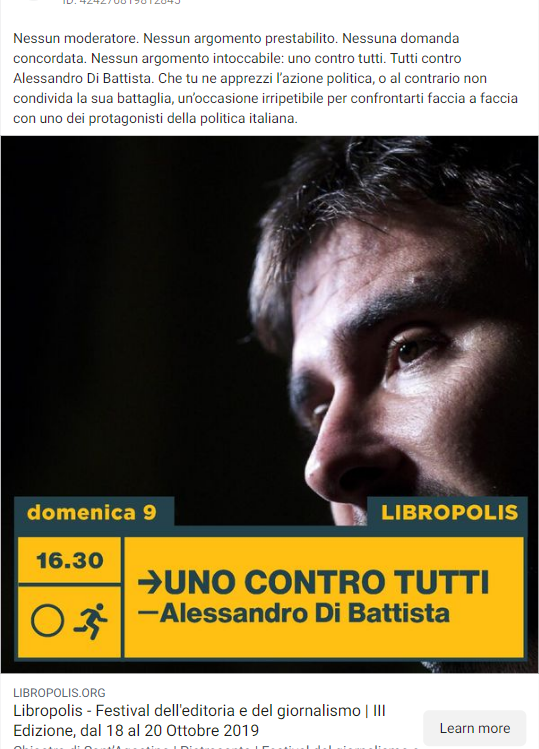 Nessun moderatore. Nessun argomento prestabilito. Nessuna domanda
concordata. Nessun argomento intoccabile: uno contro tutti. Tutti contro
Alessandro Di Battista. Che tu ne apprezzi l'azione politica, o al contrario non
condivida la sua battaglia, un'occasione irripetibile per confrontarti faccia a faccia
con uno dei protagonisti della politica italiana.
domenica 9
LIBROPOLIS
16.30
→UNO CONTRO TUTTI
—Alessandro Di Battista
LIBROPOLIS.ORG
Libropolis - Festival dell'editoria e del giornalismo | III
Edizione, dal 18 al 20 Ottobre 2019
Learn more